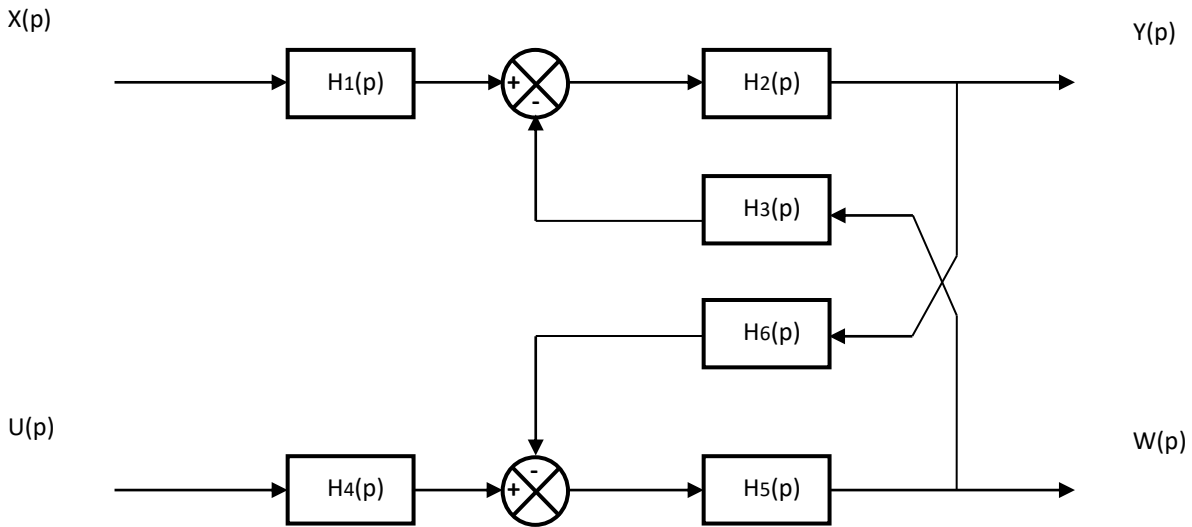 X(p)
Y(p)
H1(p)
+
-
H2(p)
H3(p)
H6(p)
U(p)
W(p)
H4(p)
-
+
H5(p)